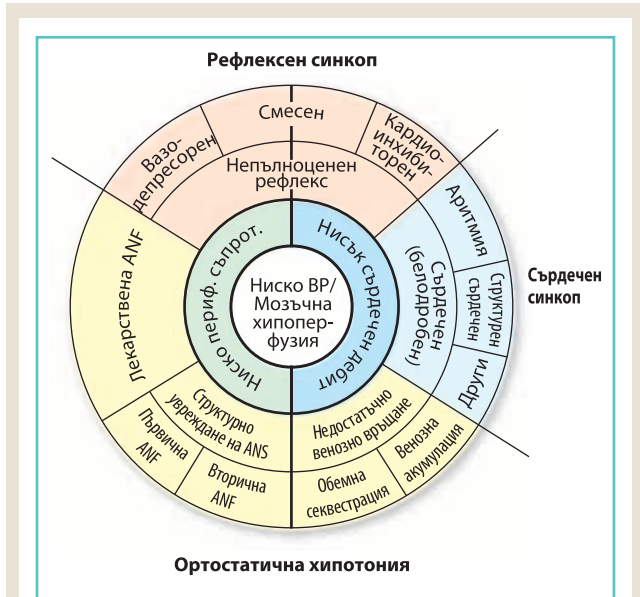 Рефлексен синкоп
Вазо-
депресорен
Смесен
Кардио-
инхиби-
торен
Непълноценен
рефлекс
Аритмия
Структурен
сърдечен
Други
Сърдечен
(белодробен)
Сърдечен
синкоп
Лекарствена ANF
Ниско периф. съпрот.
Нисък сърдечен дебит
Ниско BP/
Мозъчна
хипопер-
фузия
Структурно
увреждане на ANS
Недостатъчно
венозно връщане
Първична
ANF
Вторична
ANF
Обемна
секвестрация
Венозна
акумулация
Ортостатична хипотония